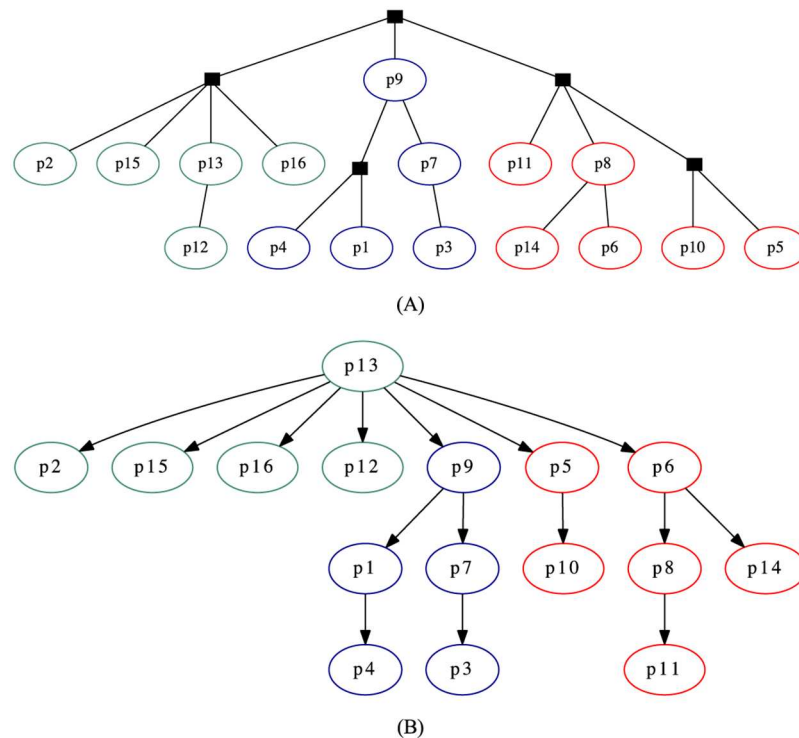 p9
p2 p15 p13 p16 p7 p11 p8
p12 p4 p1 p3 p14 p6 p10 p5
(A)
p13
p2 p15 p16 p12 p9 p5 p6
p1 p7 p10 p8 p14
p4 p3 p11
(B)